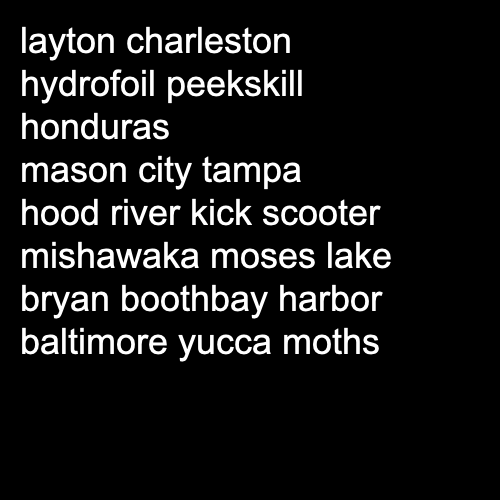 layton charleston
hydrofoil peekskill
honduras
mason city tampa
hood river kick scooter
mishawaka moses lake
bryan boothbay harbor
baltimore yucca moths